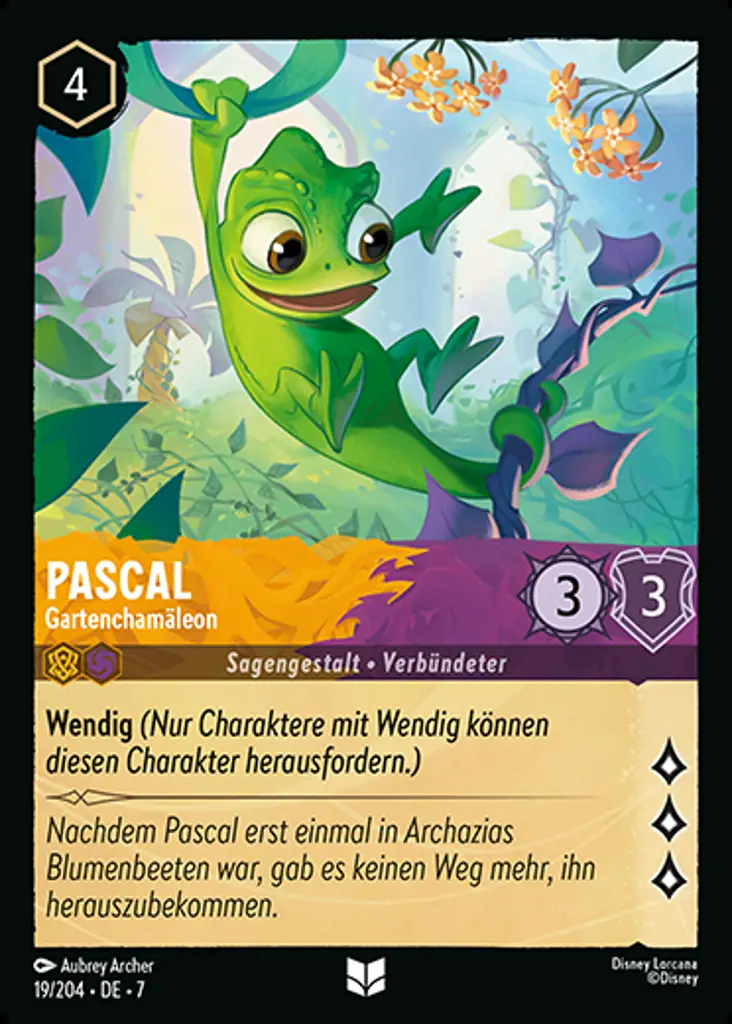 4
PASCAL
Gartenchamäleon
3
3
Sagengestalt • Verbündeter
Wendig (Nur Charaktere mit Wendig können
diesen Charakter herausfordern.)
Nachdem Pascal erst einmal in Archazias
Blumenbeeten war, gab es keinen Weg mehr, ihn
herauszubekommen.
Aubrey Archer
19/204 • DE • 7
Disney Lorcana
©Disney